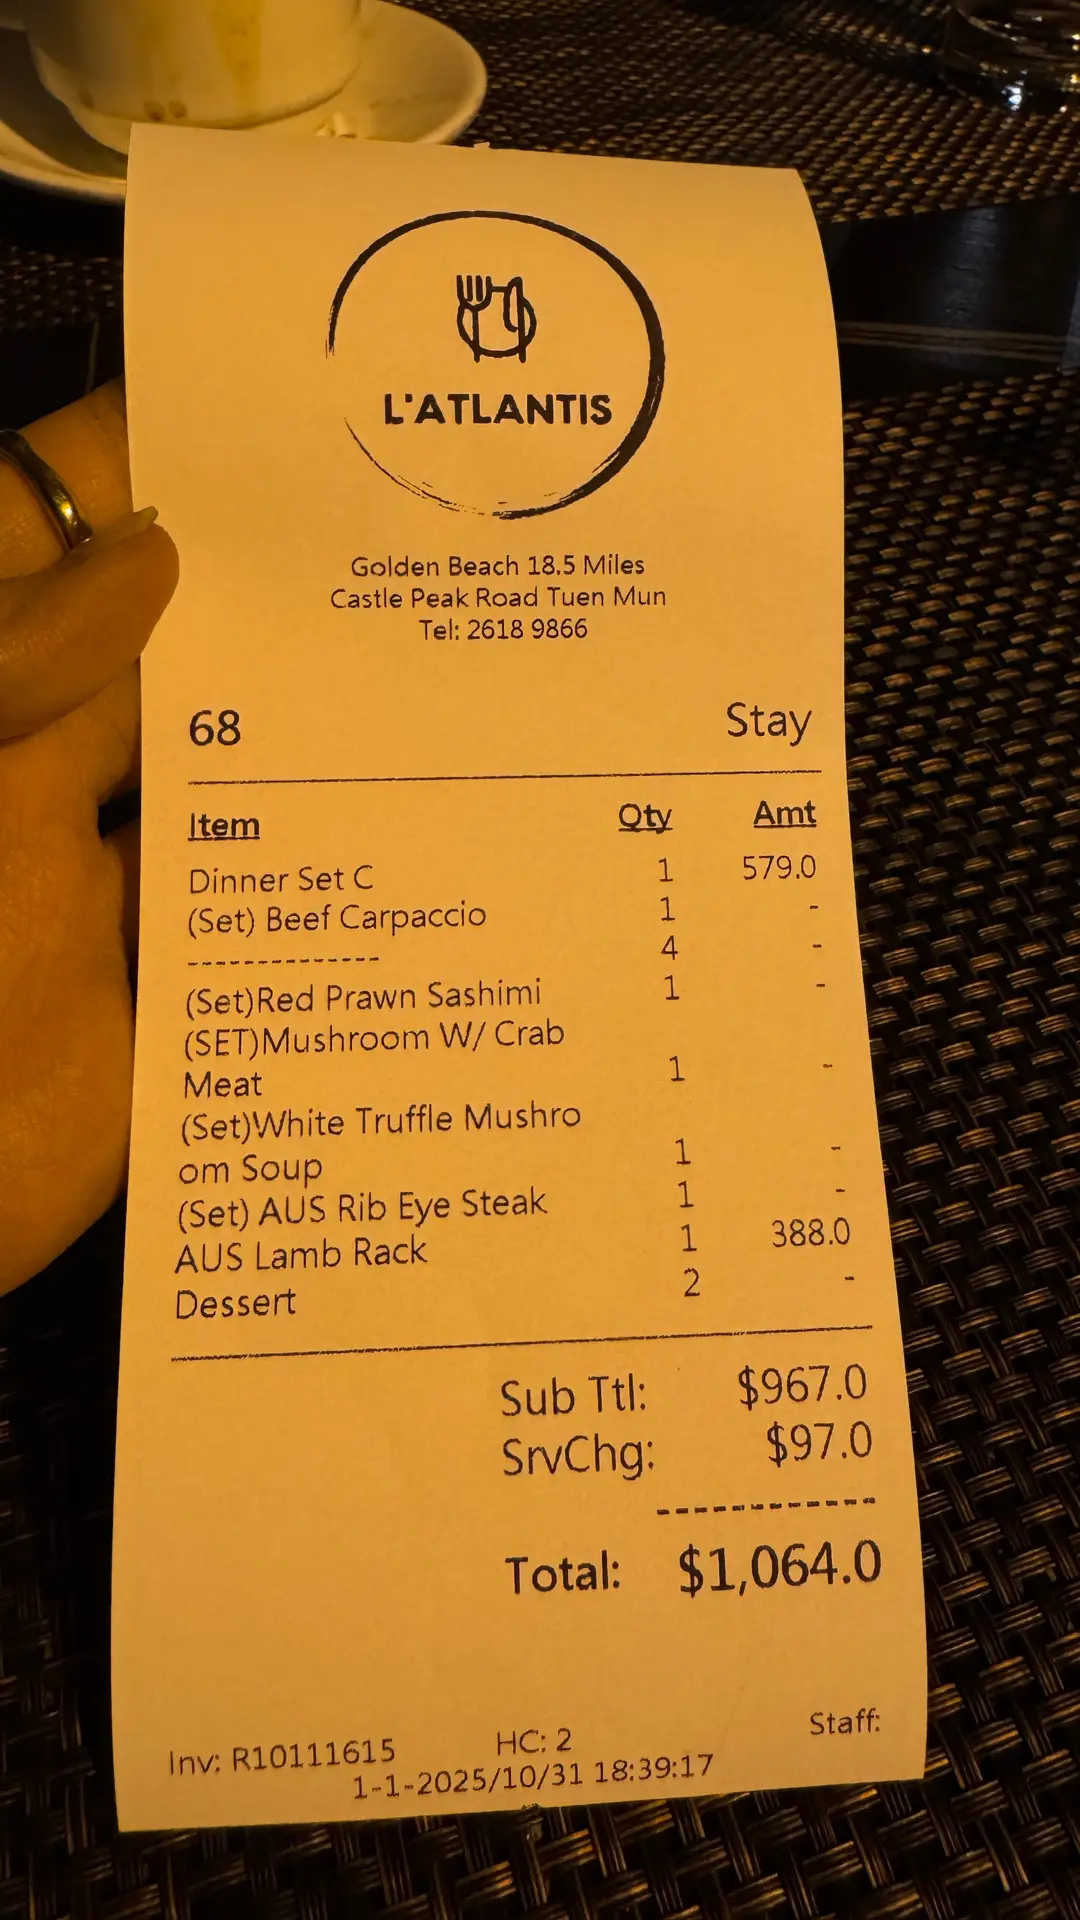 L'ATLANTIS
Golden Beach 18.5 Miles
Castle Peak Road Tuen Mun
Tel: 2618 9866
68 Stay
Item Qty Amt
Dinner Set C 1 579.0
(Set) Beef Carpaccio 1 -
-------------- 4 -
(Set)Red Prawn Sashimi 1 -
(SET)Mushroom W/ Crab
Meat 1 -
(Set)White Truffle Mushro
om Soup 1 -
(Set) AUS Rib Eye Steak 1 -
AUS Lamb Rack 1 388.0
Dessert 2 -
Sub Ttl: $967.0
SrvChg: $97.0
------------
Total: $1,064.0
Inv: R10111615 HC: 2 Staff:
1-1-2025/10/31 18:39:17